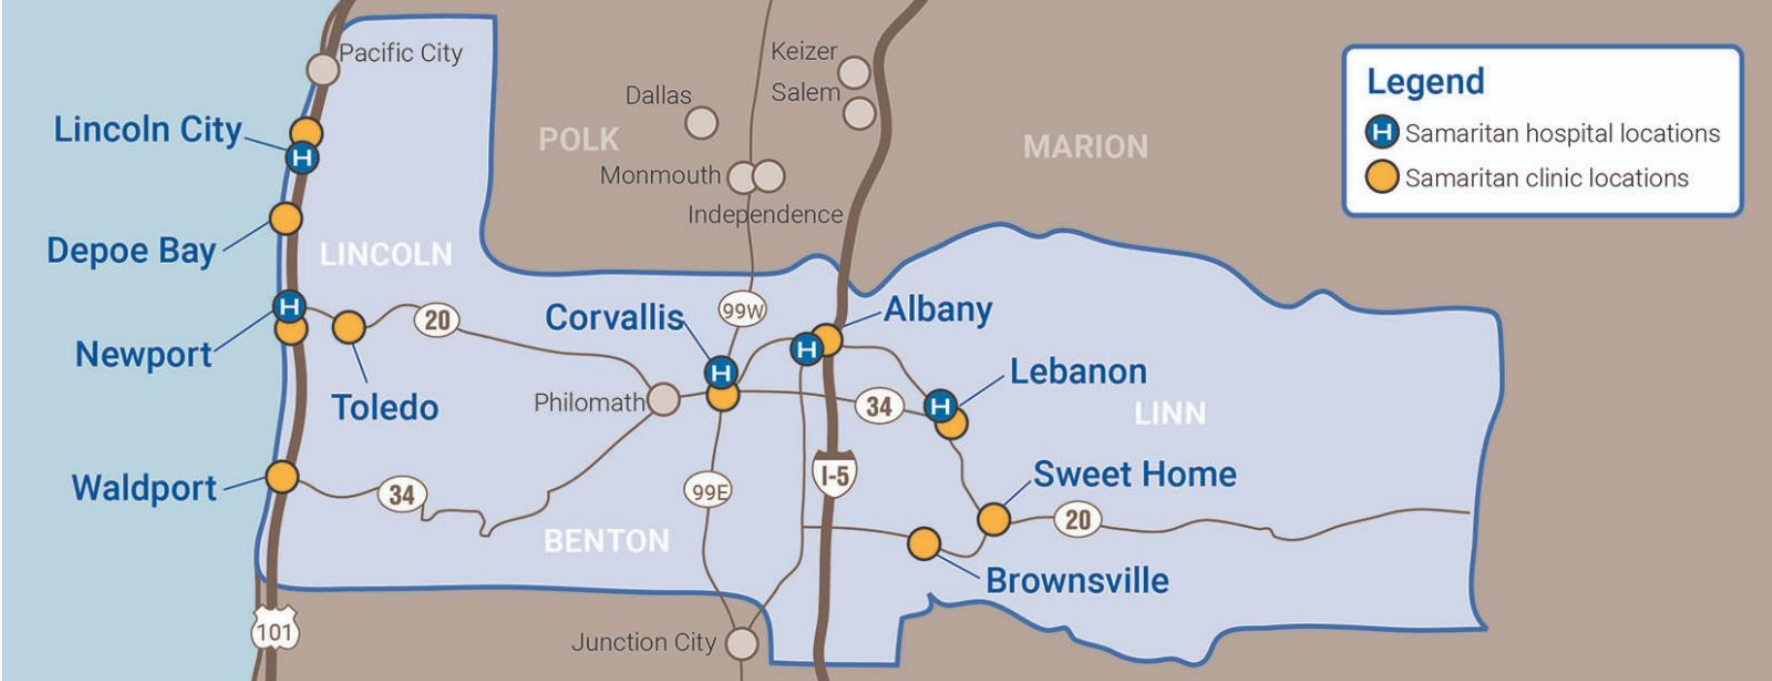 Pacific City
Keizer
Salem
Dallas
POLK
MARION
Legend
H Samaritan hospital locations
Samaritan clinic locations
Lincoln City
H
Monmouth
Independence
Depoe Bay
LINCOLN
H
Newport
20
Toledo
Corvallis
99W
H
Albany
H
Lebanon
H
LINN
Philomath
34
Waldport
34
99E
I-5
Sweet Home
20
BENTON
Brownsville
101
Junction City